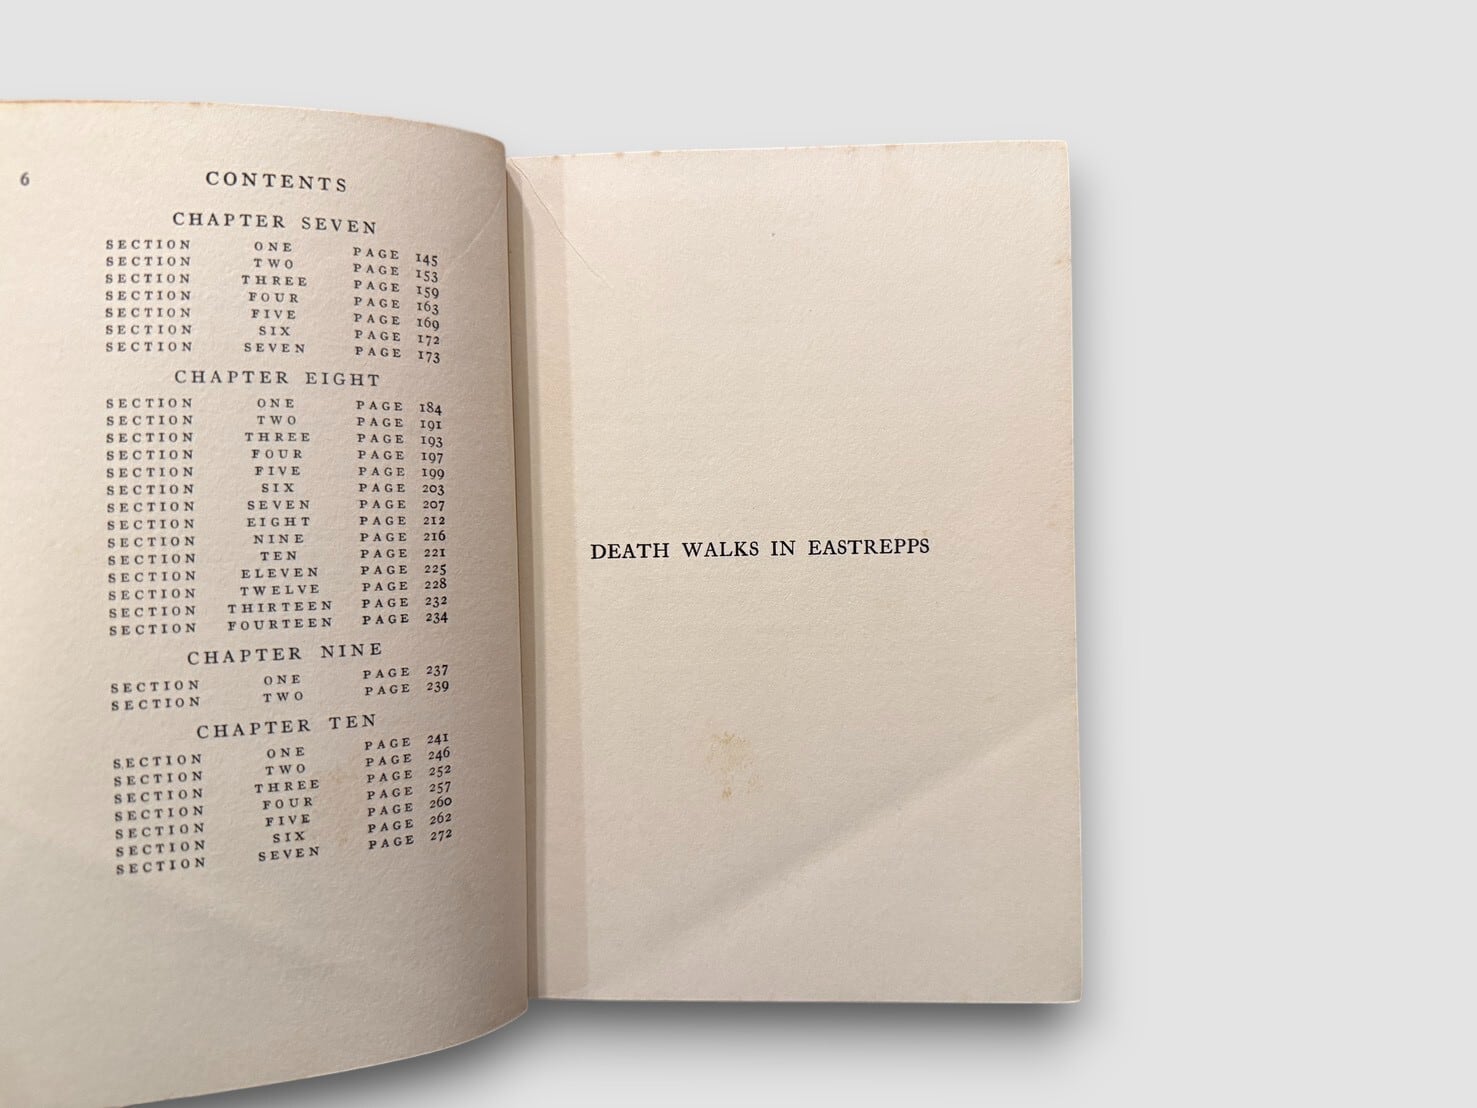 6 CONTENTS
CHAPTER SEVEN
SECTION ONE PAGE 145
SECTION TWO PAGE 153
SECTION THREE PAGE 159
SECTION FOUR PAGE 163
SECTION FIVE PAGE 169
SECTION SIX PAGE 172
SECTION SEVEN PAGE 173
CHAPTER EIGHT
SECTION ONE PAGE 184
SECTION TWO PAGE 191
SECTION THREE PAGE 193
SECTION FOUR PAGE 197
SECTION FIVE PAGE 199
SECTION SIX PAGE 203
SECTION SEVEN PAGE 207
SECTION EIGHT PAGE 212
SECTION NINE PAGE 216
SECTION TEN PAGE 221
SECTION ELEVEN PAGE 225
SECTION TWELVE PAGE 228
SECTION THIRTEEN PAGE 232
SECTION FOURTEEN PAGE 234
CHAPTER NINE
SECTION ONE PAGE 237
SECTION TWO PAGE 239
CHAPTER TEN
SECTION ONE PAGE 241
SECTION TWO PAGE 246
SECTION THREE PAGE 252
SECTION FOUR PAGE 257
SECTION FIVE PAGE 260
SECTION SIX PAGE 262
SECTION SEVEN PAGE 272
DEATH WALKS IN EASTREPPS